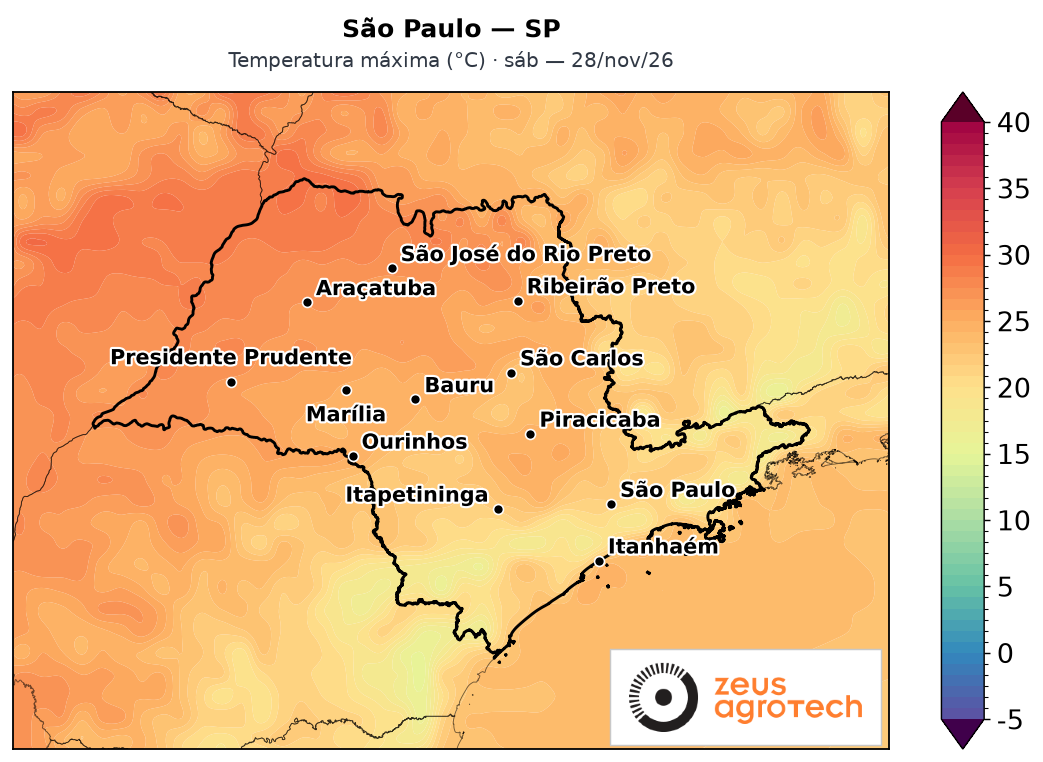 São Paulo — SP
Temperatura máxima (°C) · sáb — 28/nov/26
São José do Rio Preto
Araçatuba
Ribeirão Preto
Presidente Prudente
São Carlos
Bauru
Marília
Piracicaba
Ourinhos
Itapetininga
São Paulo
Itanhaém
40
35
30
25
20
15
10
5
0
-5
zeus
agrotech